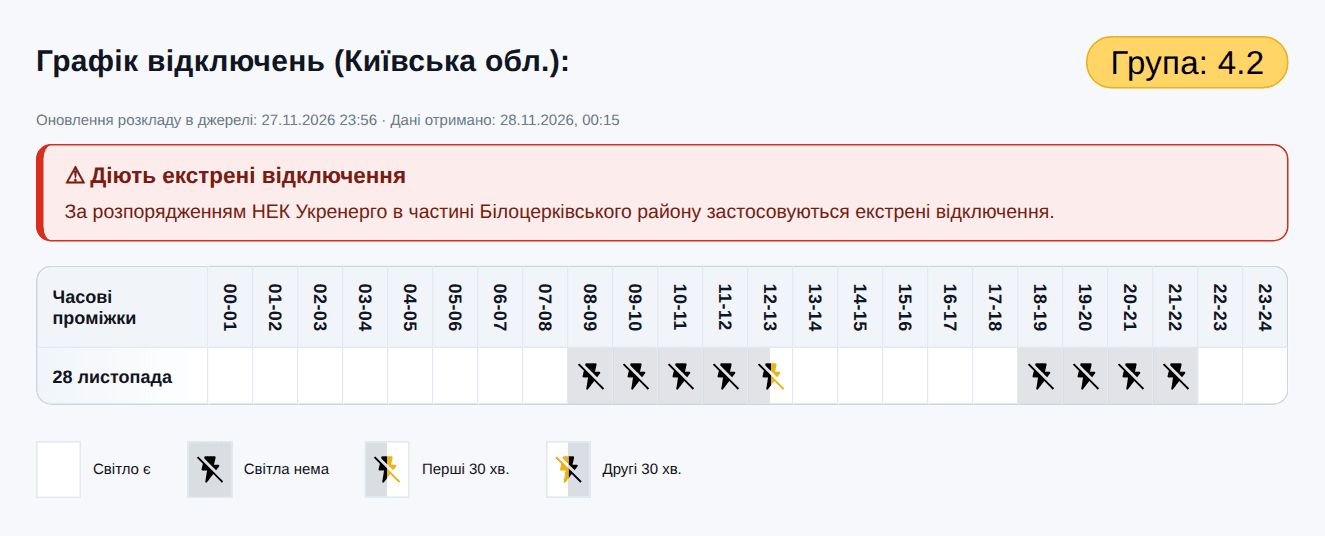 Графік відключень (Київська обл.):
Група: 4.2
Оновлення розкладу в джерелі: 27.11.2026 23:56 · Дані отримано: 28.11.2026, 00:15
⚠ Діють екстрені відключення
За розпорядженням НЕК Укренерго в частині Білоцерківського району застосовуються екстрені відключення.
Часові
проміжки
00-01
01-02
02-03
03-04
04-05
05-06
06-07
07-08
08-09
09-10
10-11
11-12
12-13
13-14
14-15
15-16
16-17
17-18
18-19
19-20
20-21
21-22
22-23
23-24
28 листопада
Світло є
Світла нема
Перші 30 хв.
Другі 30 хв.